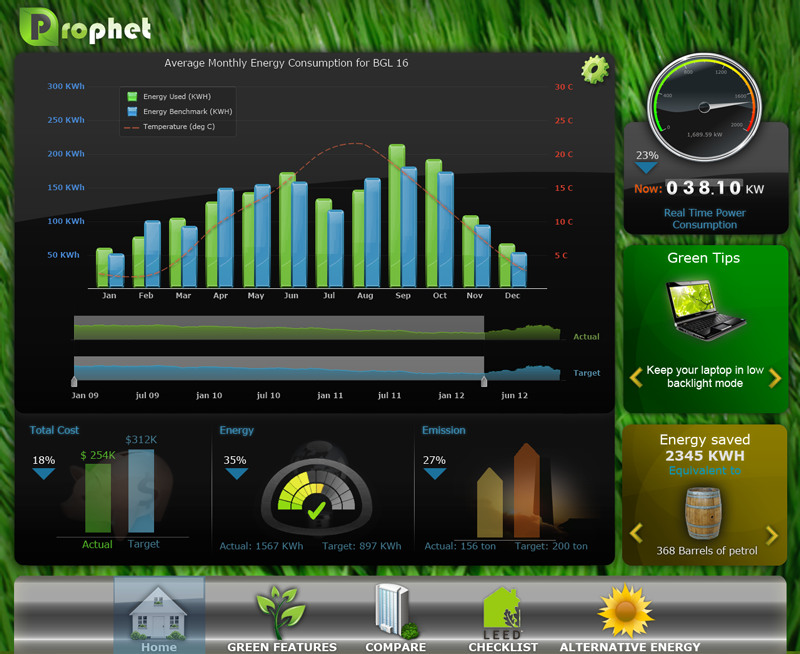 Prophet
Average Monthly Energy Consumption for BGL 16
300 KWh
250 KWh
200 KWh
150 KWh
100 KWh
50 KWh
Energy Used (KWH)
Energy Benchmark (KWH)
Temperature (deg C)
30 C
25 C
20 C
15 C
10 C
5 C
Jan Feb Mar Apr May Jun Jul Aug Sep Oct Nov Dec
Actual
Target
Jan 09 jul 09 jan 10 jul 10 jan 11 jul 11 jan 12 jun 12
800 1200
400 1600
0 2000
1,689.59 kW
23%
Now: 038.10 KW
Real Time Power
Consumption
Green Tips
Keep your laptop in low
backlight mode
Total Cost
18%
$ 254K
$312K
Actual Target
Energy
35%
Actual: 1567 KWh Target: 897 KWh
Emission
27%
Actual: 156 ton Target: 200 ton
Energy saved
2345 KWH
Equivalent to
368 Barrels of petrol
LEED
Home GREEN FEATURES COMPARE CHECKLIST ALTERNATIVE ENERGY